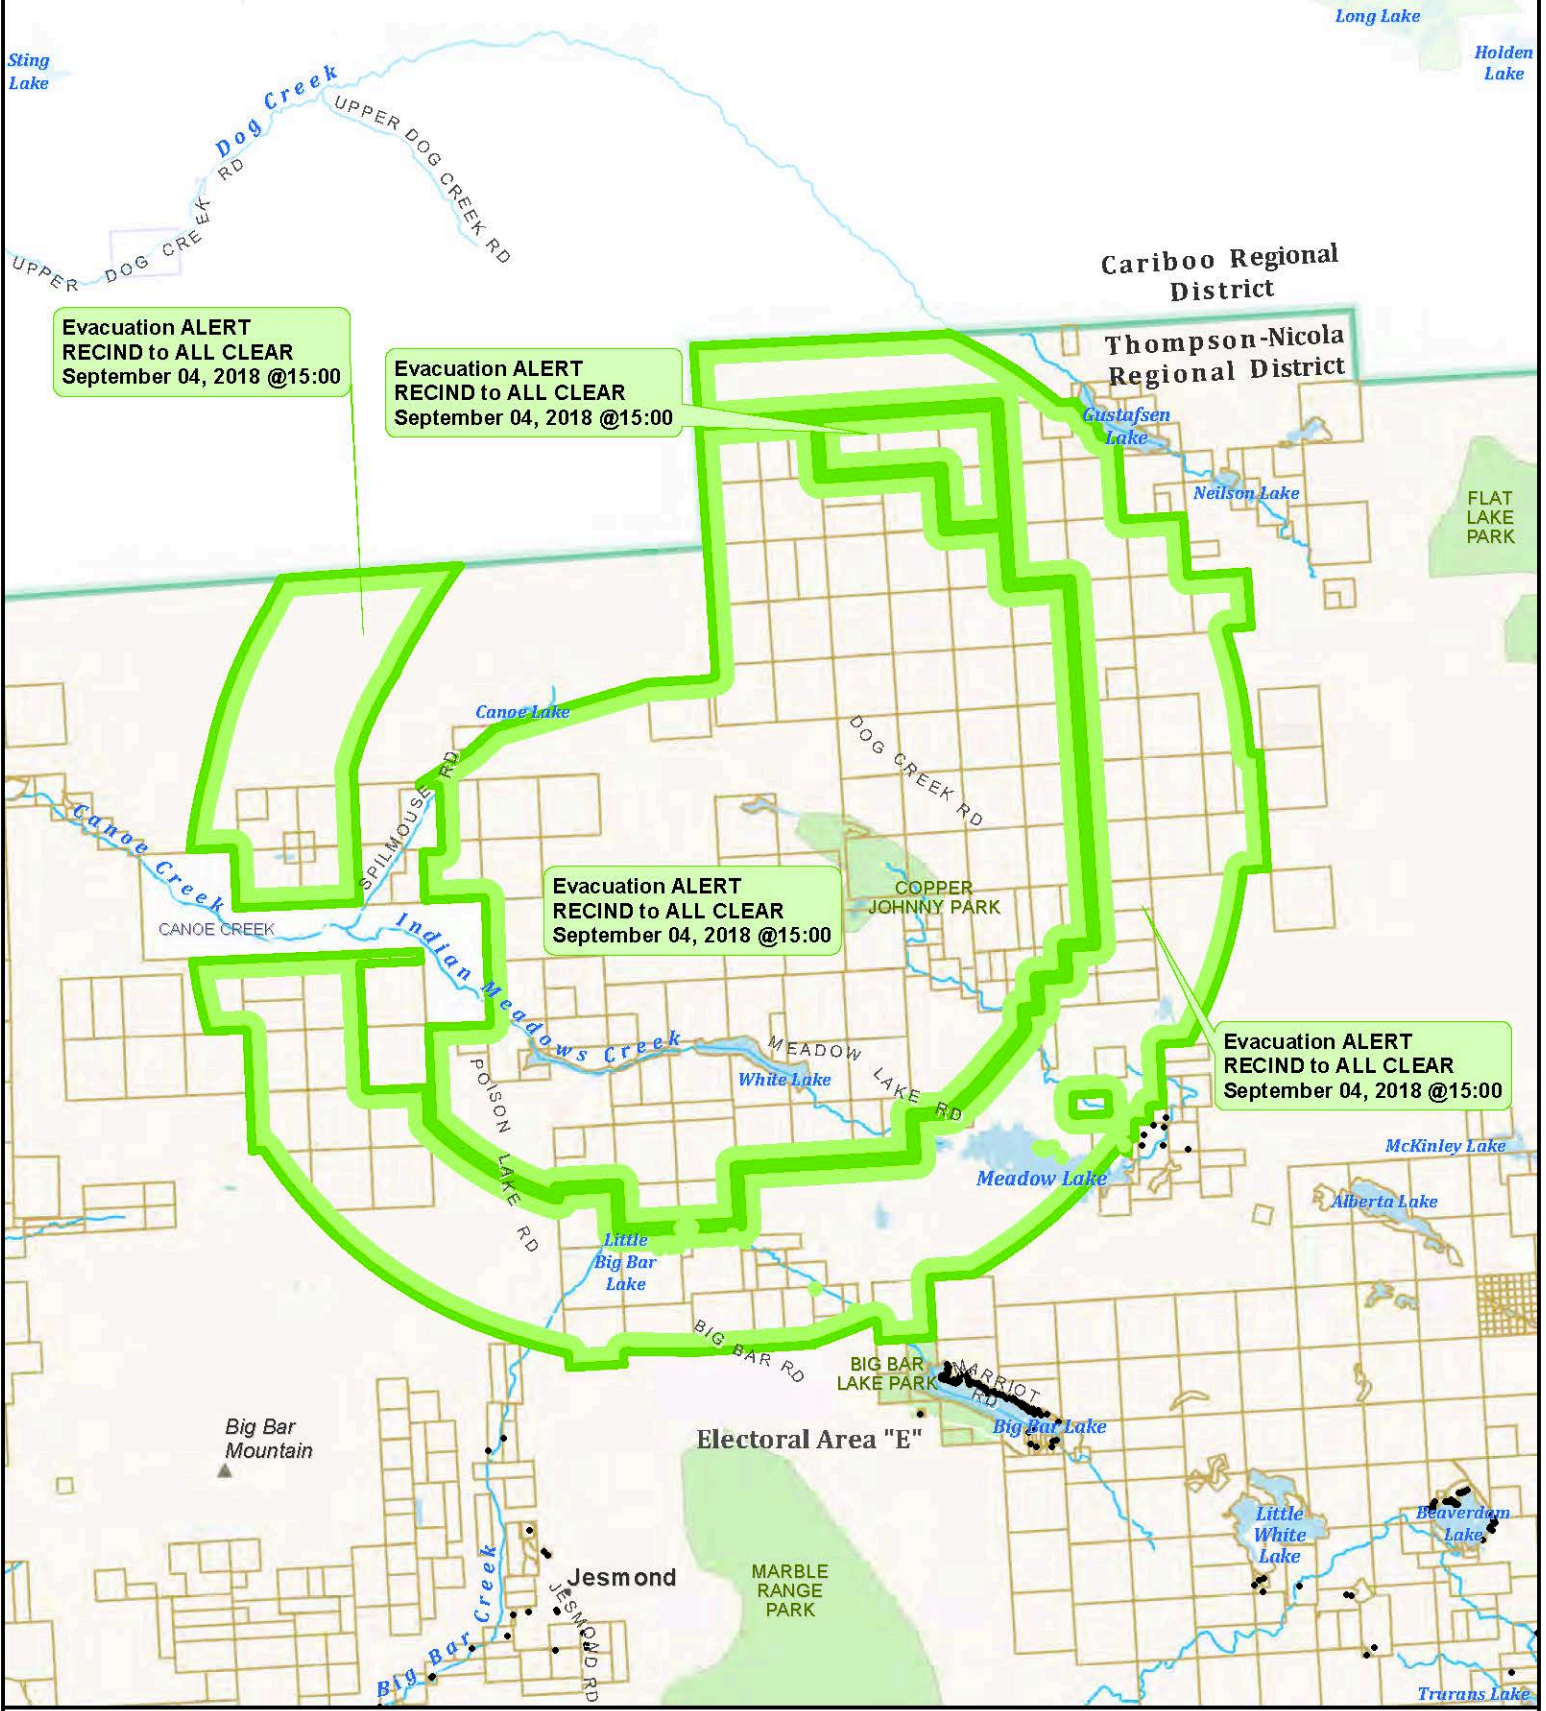 Long Lake
Sting
Lake
Holden
Lake
Dog Creek
UPPER DOG CREEK RD
UPPER DOG CREEK RD
Cariboo Regional
District
Thompson-Nicola
Regional District
Evacuation ALERT
RECIND to ALL CLEAR
September 04, 2018 @15:00
Evacuation ALERT
RECIND to ALL CLEAR
September 04, 2018 @15:00
Gustafsen
Lake
Neilson Lake
FLAT
LAKE
PARK
Canoe Lake
DOG CREEK RD
SPILMOUSE RD
Canoe Creek
CANOE CREEK
Evacuation ALERT
RECIND to ALL CLEAR
September 04, 2018 @15:00
COPPER
JOHNNY PARK
Indian Meadows Creek
MEADOW LAKE RD
White Lake
POISON LAKE RD
Evacuation ALERT
RECIND to ALL CLEAR
September 04, 2018 @15:00
Meadow Lake
McKinley Lake
Alberta Lake
Little
Big Bar
Lake
BIG BAR RD
BIG BAR
LAKE PARK
MARRIOT
RD
Big Bar Lake
Electoral Area "E"
Big Bar
Mountain
Little
White
Lake
Beaverdam
Lake
Jesmond
JESMOND RD
MARBLE
RANGE
PARK
Big Bar Creek
Trurans Lake